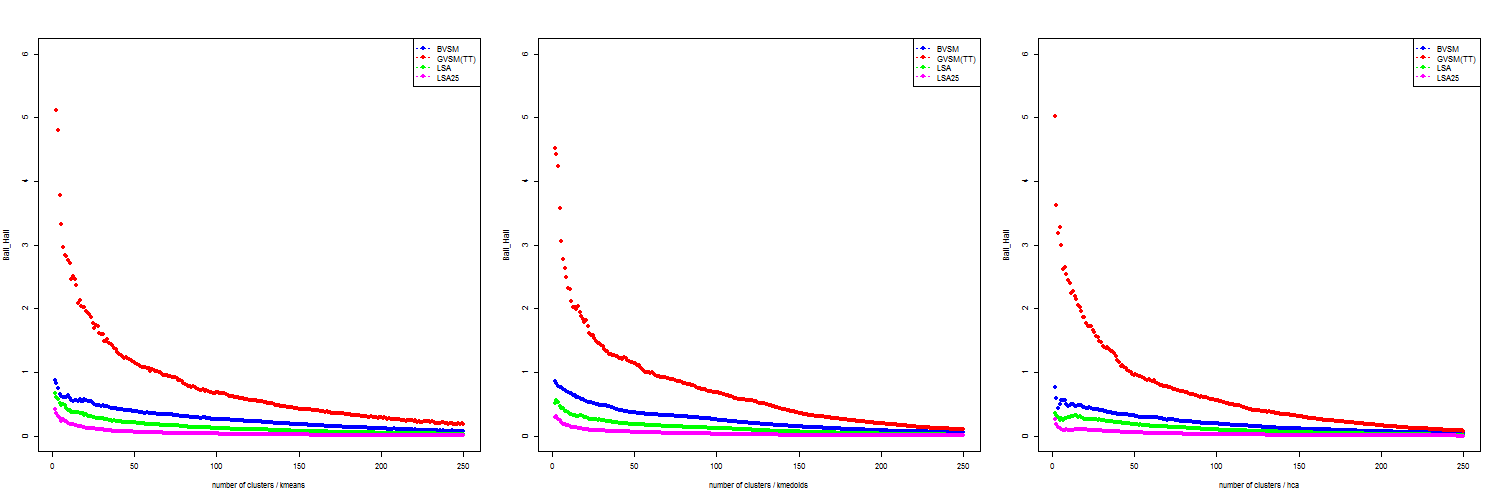 BVSM
GVSM(TT)
LSA
LSA25
6
5
4
3
2
1
0
Ball_Hall
0 50 100 150 200 250
number of clusters / kmeans
BVSM
GVSM(TT)
LSA
LSA25
6
5
4
3
2
1
0
Ball_Hall
0 50 100 150 200 250
number of clusters / kmedoids
BVSM
GVSM(TT)
LSA
LSA25
6
5
4
3
2
1
0
Ball_Hall
0 50 100 150 200 250
number of clusters / hca